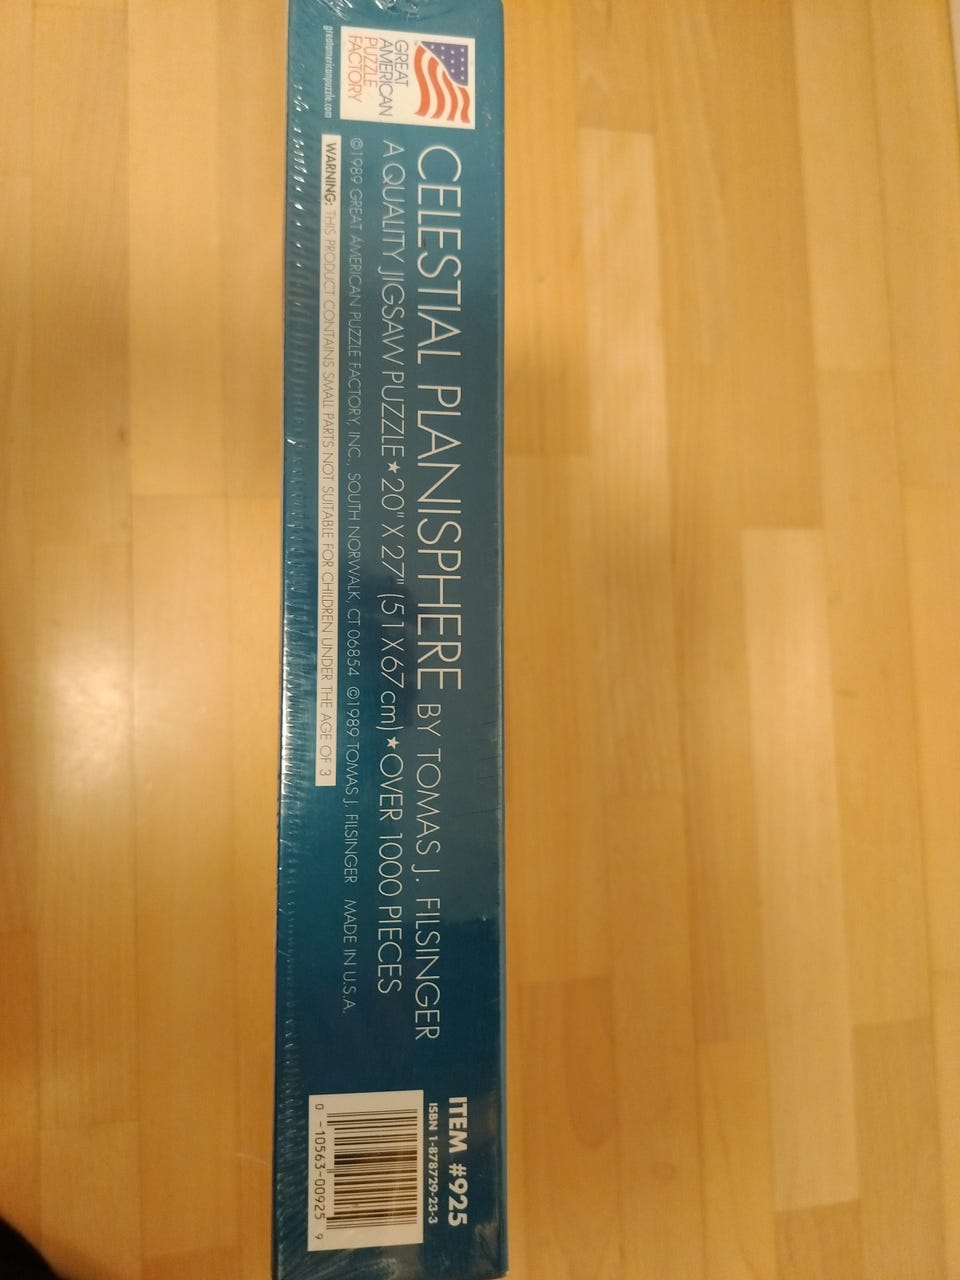 GREAT
AMERICAN
PUZZLE
FACTORY
greatamericanpuzzle.com
CELESTIAL PLANISPHERE BY TOMAS J. FILSINGER
A QUALITY JIGSAW PUZZLE ★ 20" X 27" (51 X 67 cm) ★ OVER 1000 PIECES
©1989 GREAT AMERICAN PUZZLE FACTORY, INC., SOUTH NORWALK, CT 06854 ©1989 TOMAS J. FILSINGER MADE IN U.S.A.
WARNING: THIS PRODUCT CONTAINS SMALL PARTS NOT SUITABLE FOR CHILDREN UNDER THE AGE OF 3
ITEM #925
ISBN 1-878729-23-3
0 -10563-00925 9